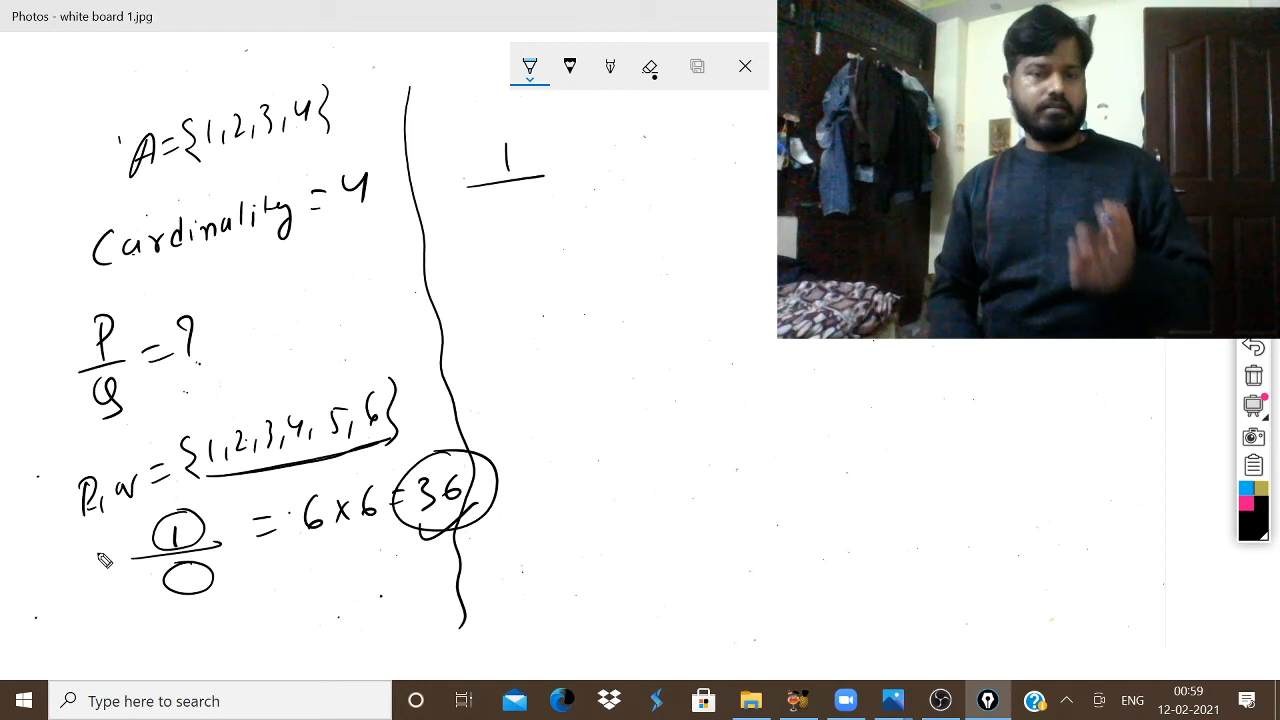 Photos - white board 1.jpg
A={1,2,3,4}
Cardinality = 4
P/Q = ?
= {1,2,3,4,5,6}
1/ = 6 x 6 = 36
1
Type here to search
ENG
00:59
12-02-2021